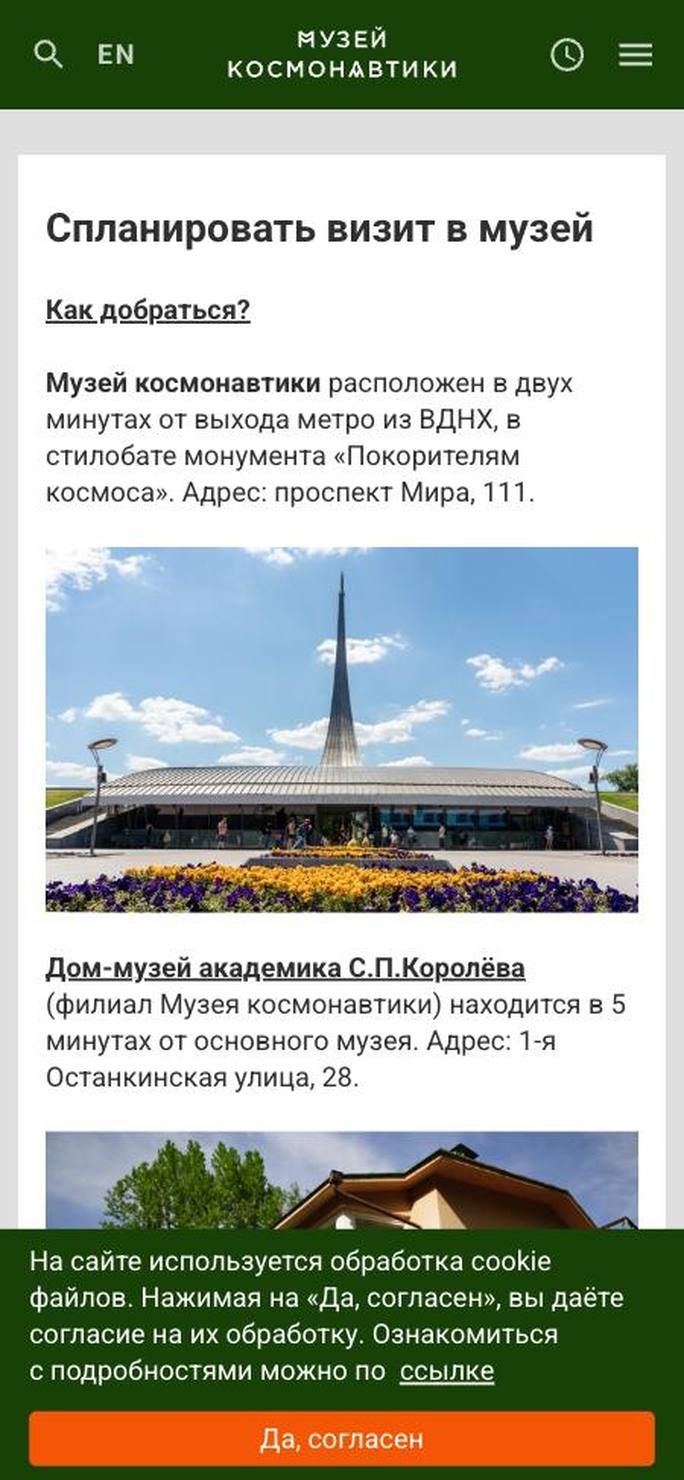 EN
МУЗЕЙ
КОСМОНАВТИКИ
Спланировать визит в музей
Как добраться?
Музей космонавтики расположен в двух
минутах от выхода метро из ВДНХ, в
стилобате монумента «Покорителям
космоса». Адрес: проспект Мира, 111.
Дом-музей академика С.П.Королёва
(филиал Музея космонавтики) находится в 5
минутах от основного музея. Адрес: 1-я
Останкинская улица, 28.
На сайте используется обработка cookie
файлов. Нажимая на «Да, согласен», вы даёте
согласие на их обработку. Ознакомиться
с подробностями можно по ссылке
Да, согласен